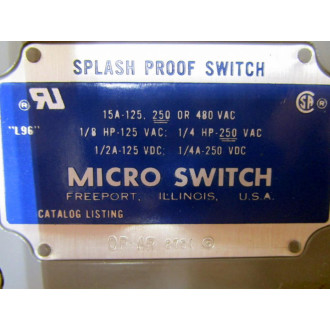 SPLASH PROOF SWITCH
"L96"
15A-125, 250 OR 480 VAC
1/8 HP-125 VAC; 1/4 HP-250 VAC
1/2A-125 VDC; 1/4A-250 VDC
MICRO SWITCH
FREEPORT, ILLINOIS, U.S.A.
CATALOG LISTING